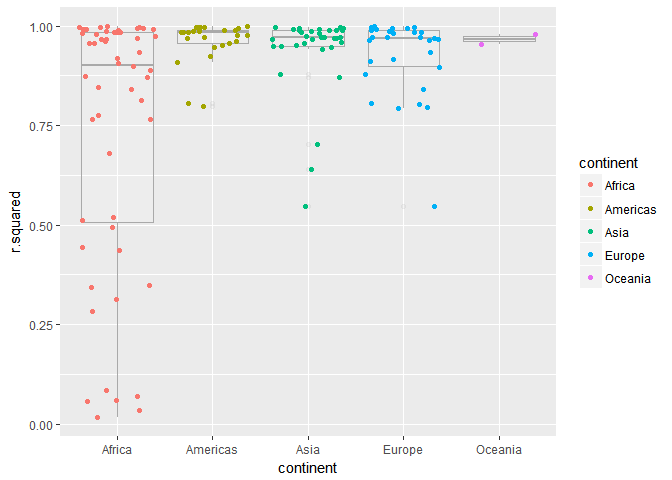 1.00
0.75
0.50
0.25
0.00
r.squared
Africa
Americas
Asia
Europe
Oceania
continent
continent
Africa
Americas
Asia
Europe
Oceania